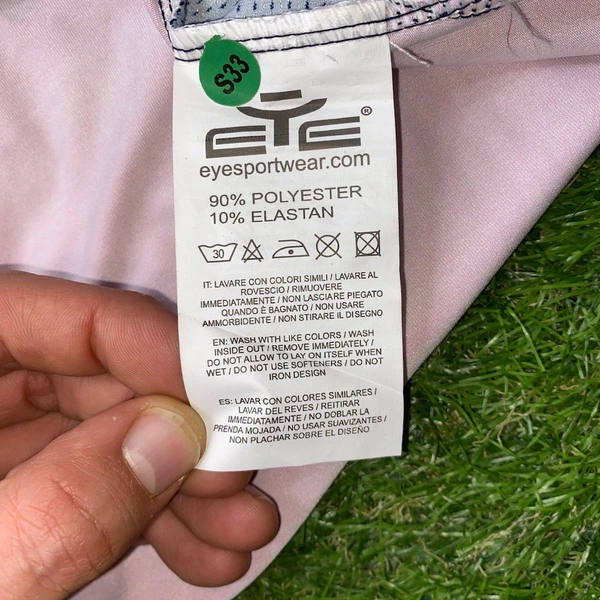 S33
EYE®
eyesportwear.com
90% POLYESTER
10% ELASTAN
30
IT: LAVARE CON COLORI SIMILI / LAVARE AL
ROVESCIO / RIMUOVERE
IMMEDIATAMENTE / NON LASCIARE PIEGATO
QUANDO È BAGNATO / NON USARE
AMMORBIDENTE / NON STIRARE IL DISEGNO
EN: WASH WITH LIKE COLORS / WASH
INSIDE OUT / REMOVE IMMEDIATELY /
DO NOT ALLOW TO LAY ON ITSELF WHEN
WET / DO NOT USE SOFTENERS / DO NOT
IRON DESIGN
ES: LAVAR CON COLORES SIMILARES /
LAVAR DEL REVES / REITIRAR
IMMEDIATAMENTE / NO DOBLAR LA
PRENDA MOJADA / NO USAR SUAVIZANTES /
NON PLACHAR SOBRE EL DISEÑO